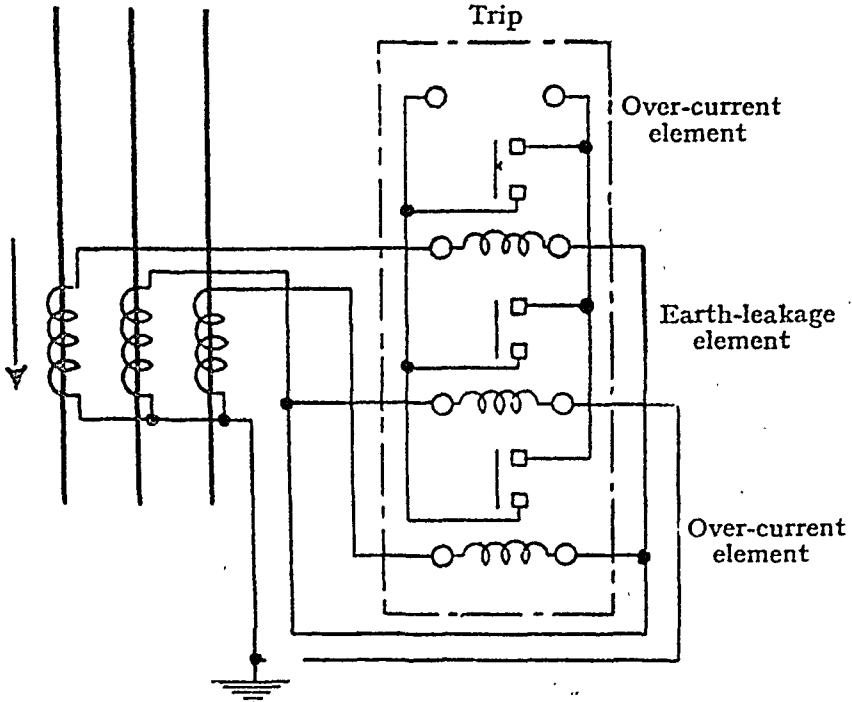 Trip
Over-current
element
Earth-leakage
element
Over-current
element